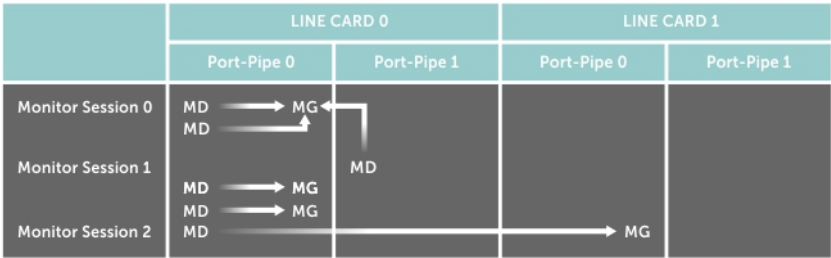 LINE CARD 0 LINE CARD 1
Port-Pipe 0 Port-Pipe 1 Port-Pipe 0 Port-Pipe 1
Monitor Session 0 MD MG
MD
Monitor Session 1 MD
MD MG
MD MG
Monitor Session 2 MD MG